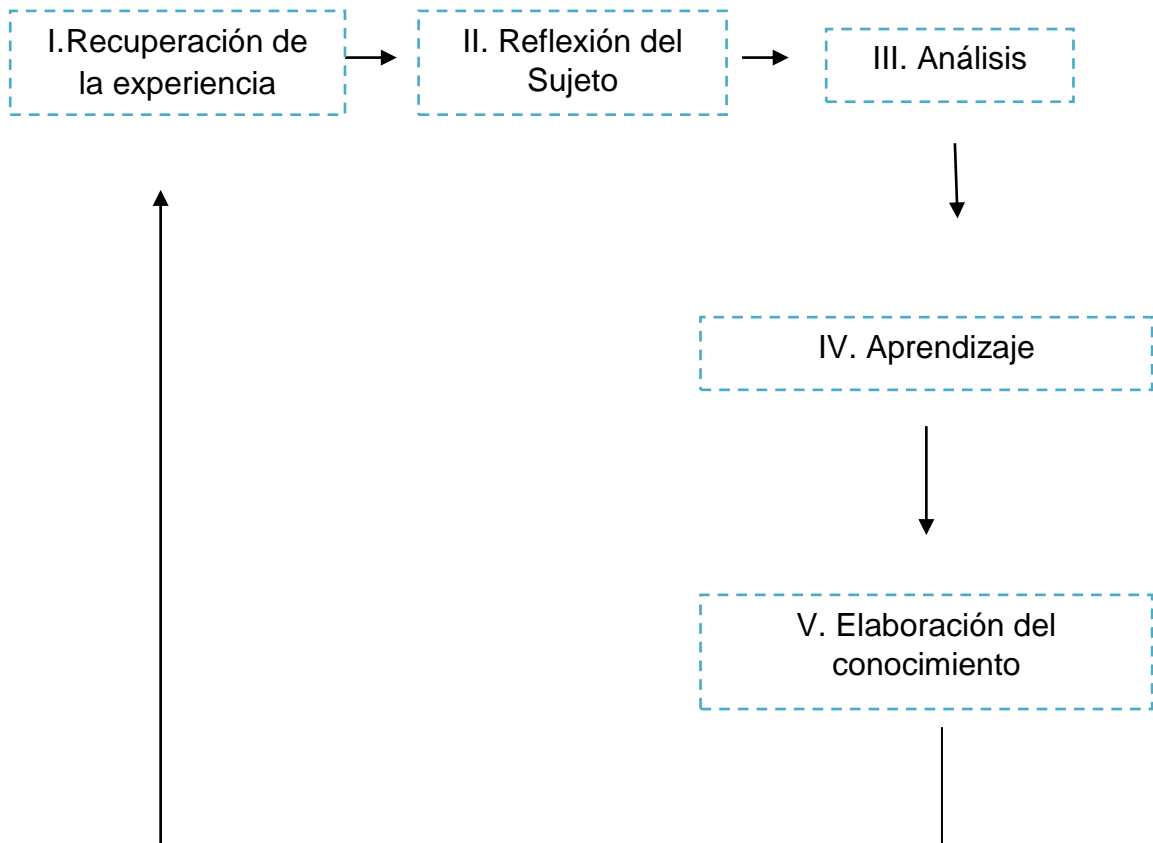 I.Recuperación de
la experiencia
II. Reflexión del
Sujeto
III. Análisis
IV. Aprendizaje
V. Elaboración del
conocimiento